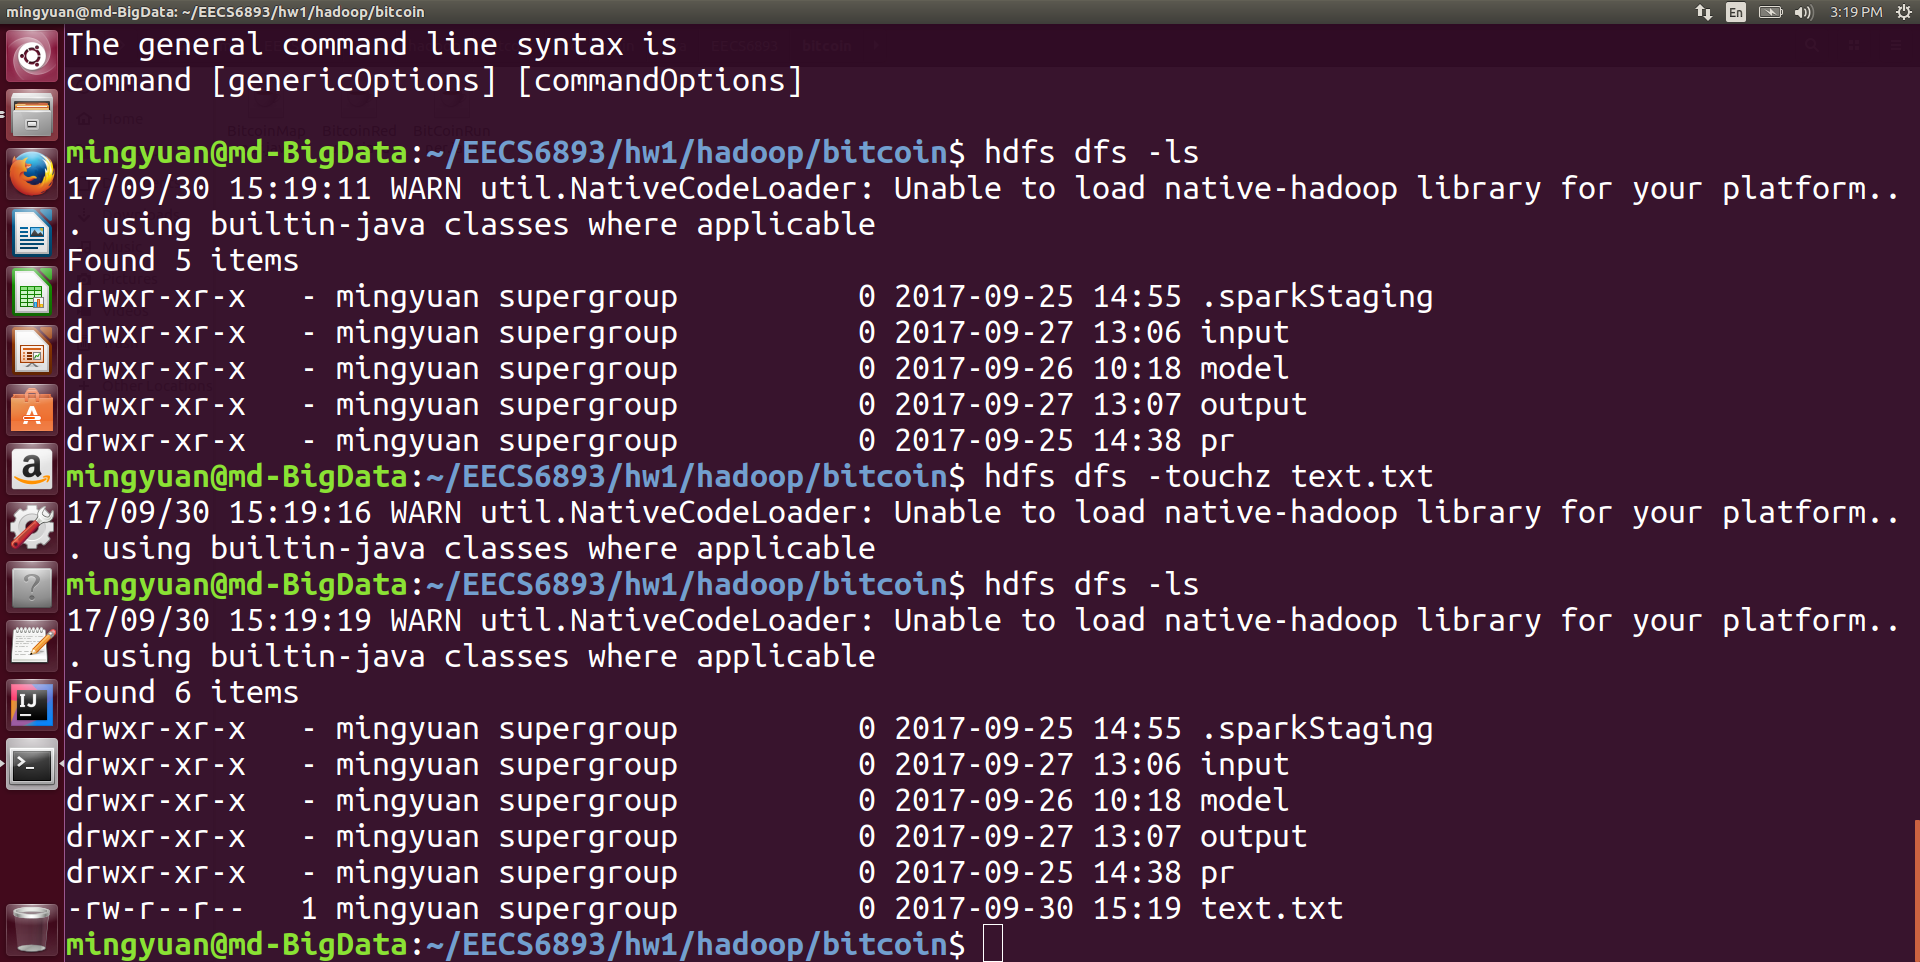 mingyuan@md-BigData: ~/EECS6893/hw1/hadoop/bitcoin
En
3:19 PM
The general command line syntax is
command [genericOptions] [commandOptions]
Home
BitcoinMap BitcoinRed BitCoinRun
mingyuan@md-BigData:~/EECS6893/hw1/hadoop/bitcoin$ hdfs dfs -ls
17/09/30 15:19:11 WARN util.NativeCodeLoader: Unable to load native-hadoop library for your platform..
. using builtin-java classes where applicable
Found 5 items
drwxr-xr-x   - mingyuan supergroup          0 2017-09-25 14:55 .sparkStaging
drwxr-xr-x   - mingyuan supergroup          0 2017-09-27 13:06 input
drwxr-xr-x   - mingyuan supergroup          0 2017-09-26 10:18 model
drwxr-xr-x   - mingyuan supergroup          0 2017-09-27 13:07 output
drwxr-xr-x   - mingyuan supergroup          0 2017-09-25 14:38 pr
mingyuan@md-BigData:~/EECS6893/hw1/hadoop/bitcoin$ hdfs dfs -touchz text.txt
17/09/30 15:19:16 WARN util.NativeCodeLoader: Unable to load native-hadoop library for your platform..
. using builtin-java classes where applicable
mingyuan@md-BigData:~/EECS6893/hw1/hadoop/bitcoin$ hdfs dfs -ls
17/09/30 15:19:19 WARN util.NativeCodeLoader: Unable to load native-hadoop library for your platform..
. using builtin-java classes where applicable
Found 6 items
drwxr-xr-x   - mingyuan supergroup          0 2017-09-25 14:55 .sparkStaging
drwxr-xr-x   - mingyuan supergroup          0 2017-09-27 13:06 input
drwxr-xr-x   - mingyuan supergroup          0 2017-09-26 10:18 model
drwxr-xr-x   - mingyuan supergroup          0 2017-09-27 13:07 output
drwxr-xr-x   - mingyuan supergroup          0 2017-09-25 14:38 pr
-rw-r--r--   1 mingyuan supergroup          0 2017-09-30 15:19 text.txt
mingyuan@md-BigData:~/EECS6893/hw1/hadoop/bitcoin$